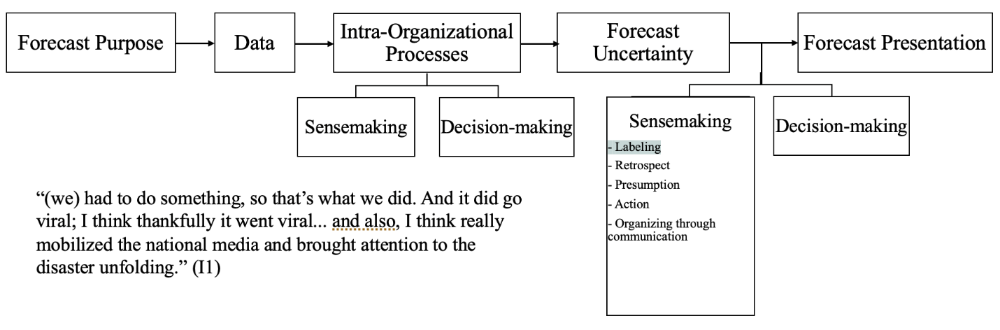 Forecast Purpose
Data
Intra-Organizational
Processes
Forecast
Uncertainty
Forecast Presentation
Sensemaking
Decision-making
Sensemaking
- Labeling
- Retrospect
- Presumption
- Action
- Organizing through
communication
Decision-making
“(we) had to do something, so that’s what we did. And it did go
viral; I think thankfully it went viral... and also, I think really
mobilized the national media and brought attention to the
disaster unfolding.” (I1)